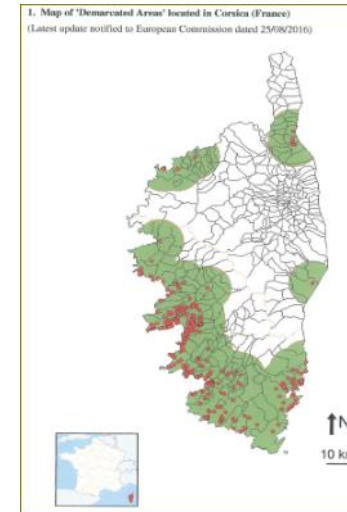 1. Map of 'Demarcated Areas' located in Corsica (France)
(Latest update notified to European Commission dated 25/08/2016)
N
10 k